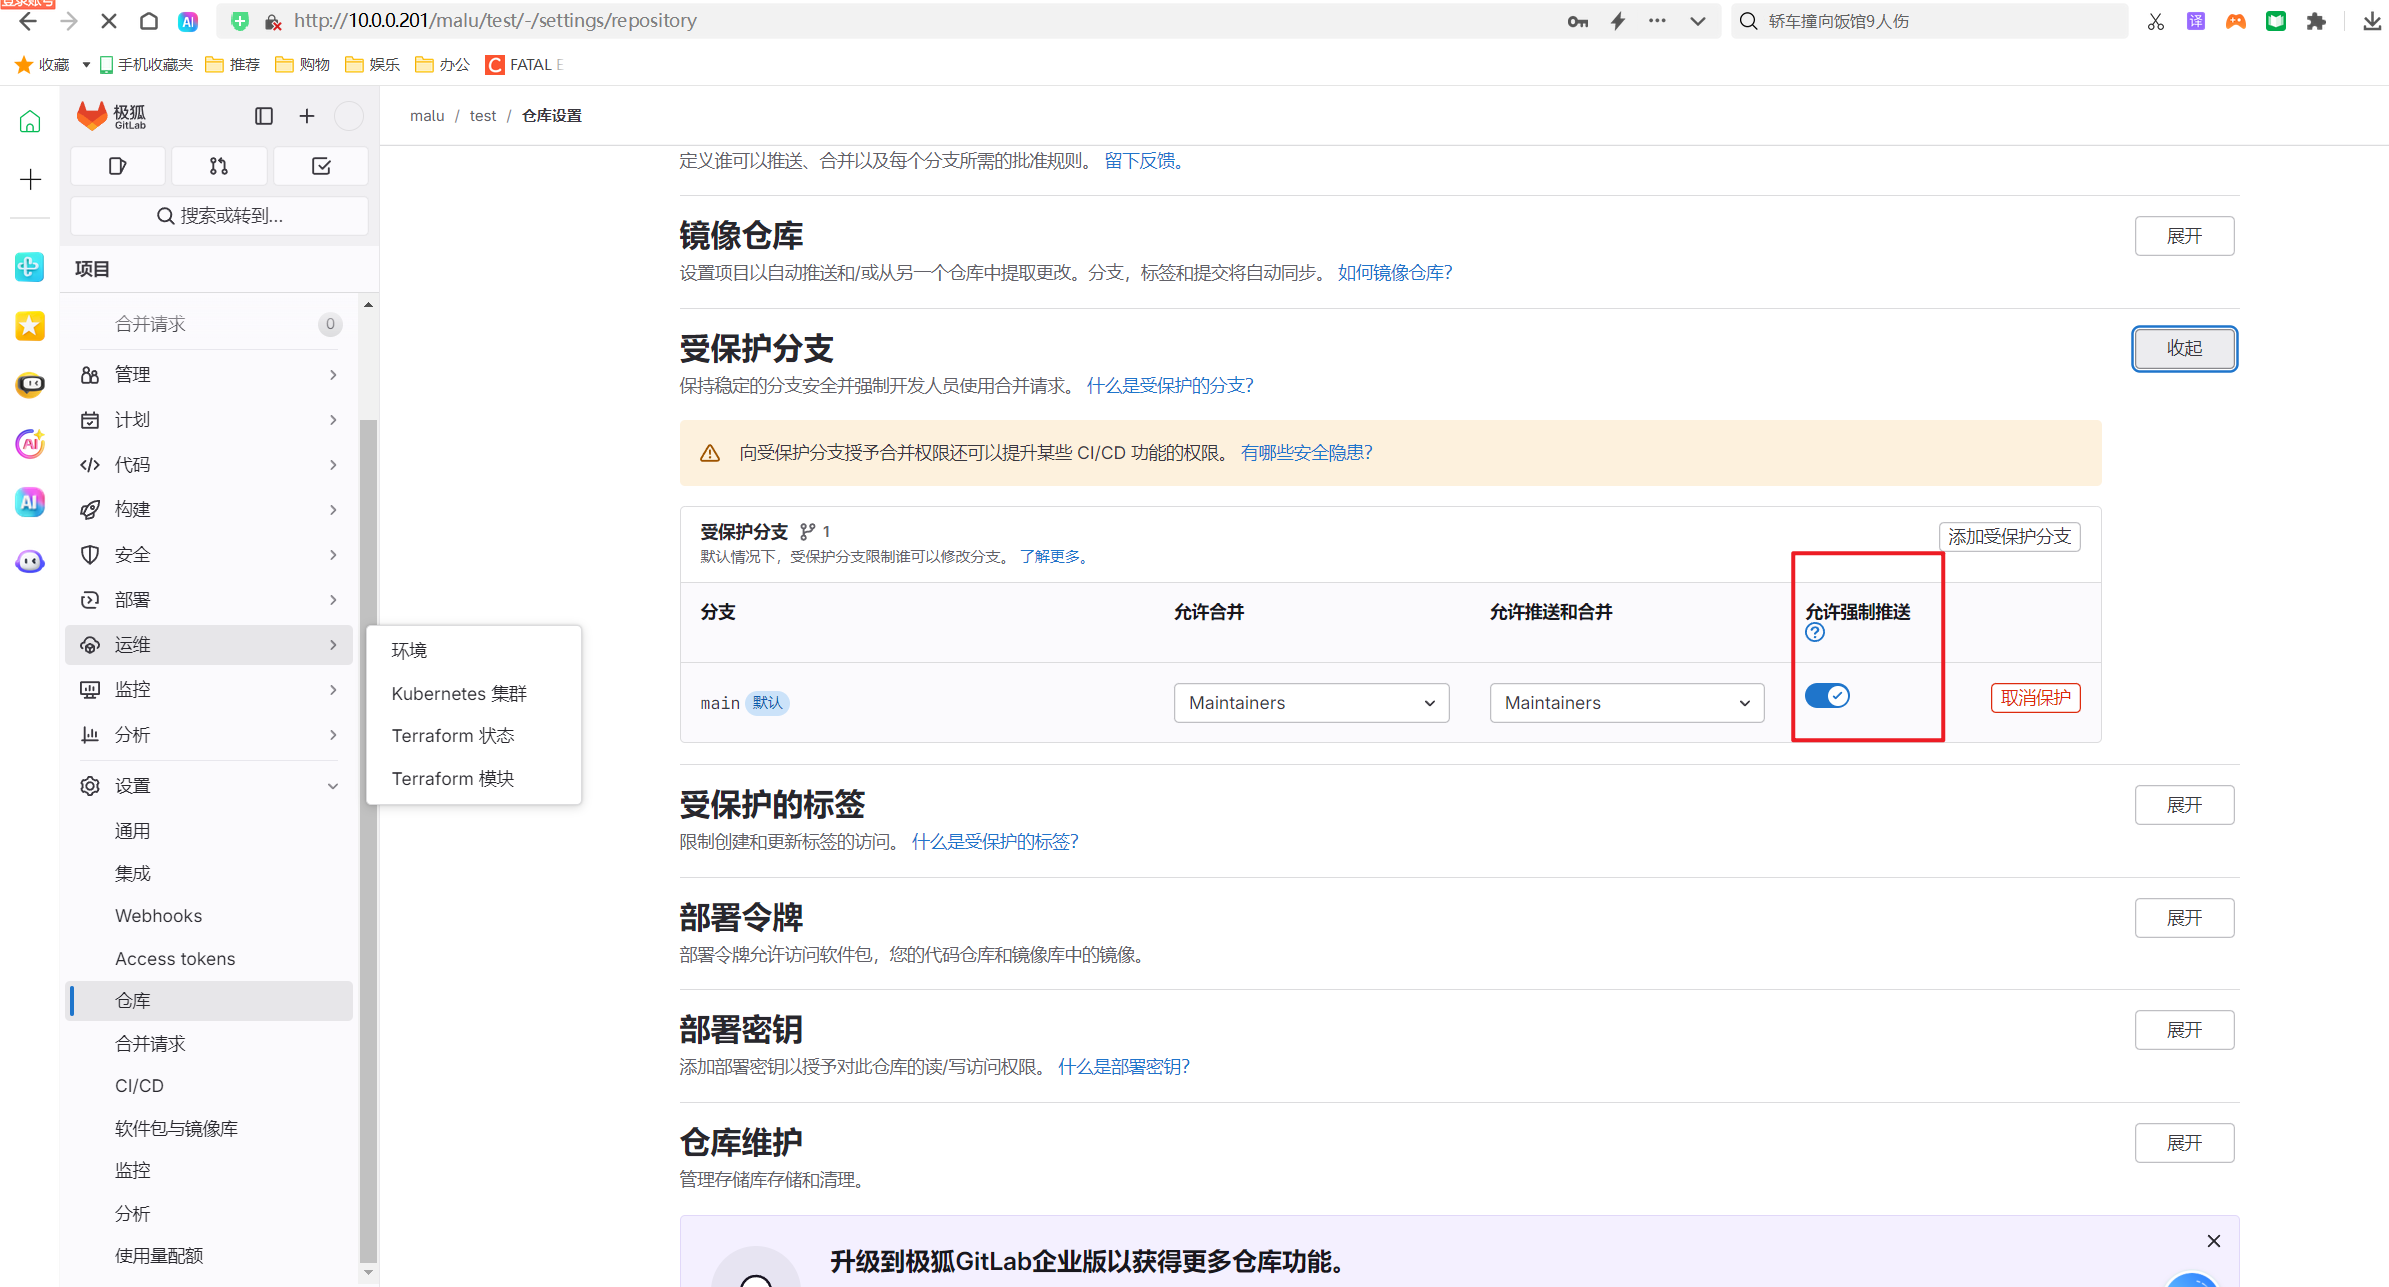 登录账号
http://10.0.0.201/malu/test/-/settings/repository
轿车撞向饭馆9人伤
译
收藏
手机收藏夹
推荐
购物
娱乐
办公
C
FATAL E
极狐
GitLab
malu / test / 仓库设置
搜索或转到...
项目
合并请求
0
管理
计划
代码
构建
安全
部署
运维
监控
分析
设置
通用
集成
Webhooks
Access tokens
仓库
合并请求
CI/CD
软件包与镜像库
监控
分析
使用量配额
AI
AI
AI
环境
Kubernetes 集群
Terraform 状态
Terraform 模块
定义谁可以推送、合并以及每个分支所需的批准规则。 留下反馈。
镜像仓库
展开
设置项目以自动推送和/或从另一个仓库中提取更改。分支，标签和提交将自动同步。 如何镜像仓库?
受保护分支
收起
保持稳定的分支安全并强制开发人员使用合并请求。 什么是受保护的分支?
向受保护分支授予合并权限还可以提升某些 CI/CD 功能的权限。 有哪些安全隐患?
受保护分支 1
添加受保护分支
默认情况下，受保护分支限制谁可以修改分支。 了解更多。
分支
允许合并
允许推送和合并
允许强制推送
?
main 默认
Maintainers
Maintainers
取消保护
受保护的标签
展开
限制创建和更新标签的访问。 什么是受保护的标签?
部署令牌
展开
部署令牌允许访问软件包，您的代码仓库和镜像库中的镜像。
部署密钥
展开
添加部署密钥以授予对此仓库的读/写访问权限。 什么是部署密钥?
仓库维护
展开
管理存储库存储和清理。
升级到极狐GitLab企业版以获得更多仓库功能。